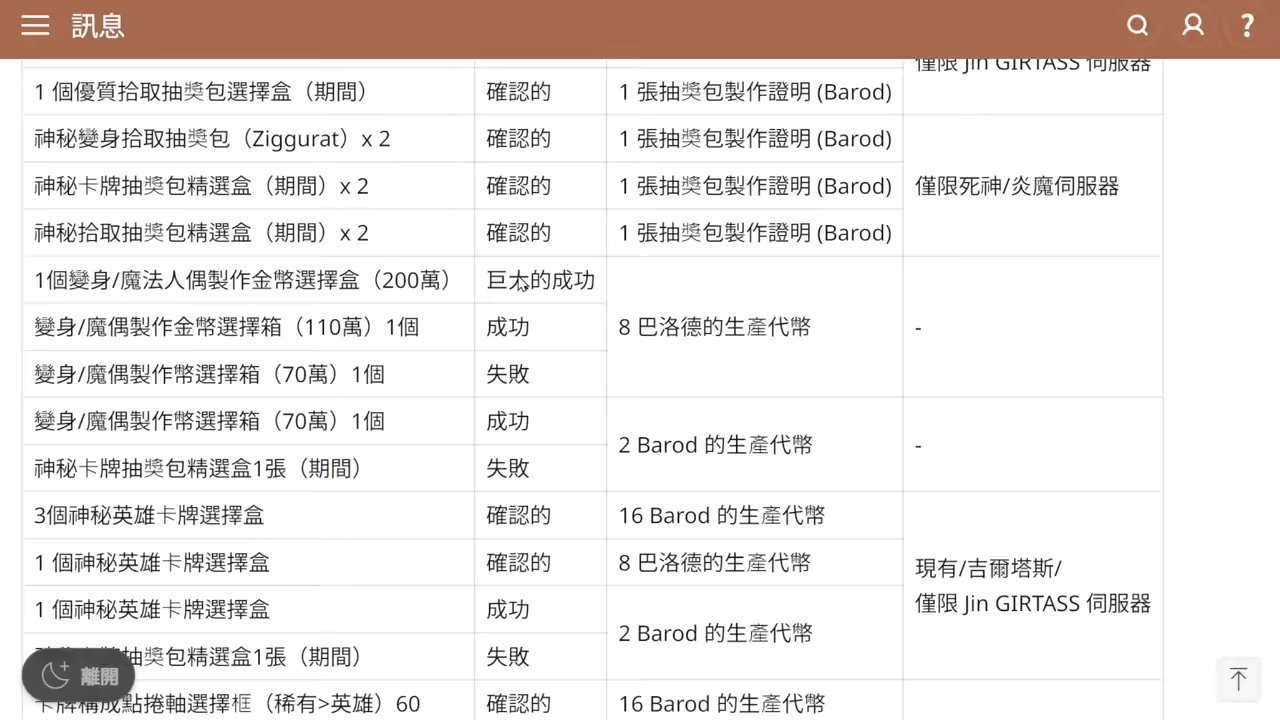 訊息
僅限 Jin GIRTASS 伺服器
1 個優質拾取抽獎包選擇盒（期間） 確認的 1 張抽獎包製作證明 (Barod)
神秘變身拾取抽獎包（Ziggurat）x 2 確認的 1 張抽獎包製作證明 (Barod)
神秘卡牌抽獎包精選盒（期間）x 2 確認的 1 張抽獎包製作證明 (Barod) 僅限死神/炎魔伺服器
神秘拾取抽獎包精選盒（期間）x 2 確認的 1 張抽獎包製作證明 (Barod)
1個變身/魔法人偶製作金幣選擇盒（200萬） 巨大的成功
變身/魔偶製作金幣選擇箱（110萬）1個 成功 8 巴洛德的生產代幣 -
變身/魔偶製作幣選擇箱（70萬）1個 失敗
變身/魔偶製作幣選擇箱（70萬）1個 成功
2 Barod 的生產代幣 -
神秘卡牌抽獎包精選盒1張（期間） 失敗
3個神秘英雄卡牌選擇盒 確認的 16 Barod 的生產代幣
1 個神秘英雄卡牌選擇盒 確認的 8 巴洛德的生產代幣
現有/吉爾塔斯/
僅限 Jin GIRTASS 伺服器
1 個神秘英雄卡牌選擇盒 成功
2 Barod 的生產代幣
抽獎包精選盒1張（期間） 失敗
離開
卡牌構成點捲軸選擇框（稀有>英雄）60 確認的 16 Barod 的生產代幣